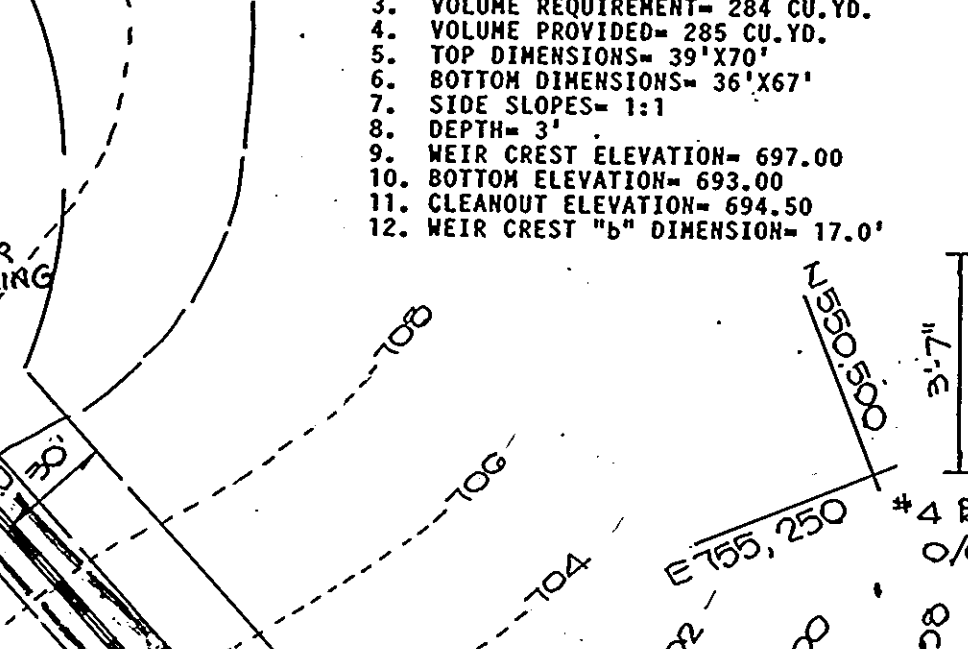 3. VOLUME REQUIREMENT= 284 CU.YD.
4. VOLUME PROVIDED= 285 CU.YD.
5. TOP DIMENSIONS= 39'X70'
6. BOTTOM DIMENSIONS= 36'X67'
7. SIDE SLOPES= 1:1
8. DEPTH= 3'
9. WEIR CREST ELEVATION= 697.00
10. BOTTOM ELEVATION= 693.00
11. CLEANOUT ELEVATION= 694.50
12. WEIR CREST "b" DIMENSION= 17.0'
708
N 550,500
3'-7"
30'
706
E 755,250
#4
704